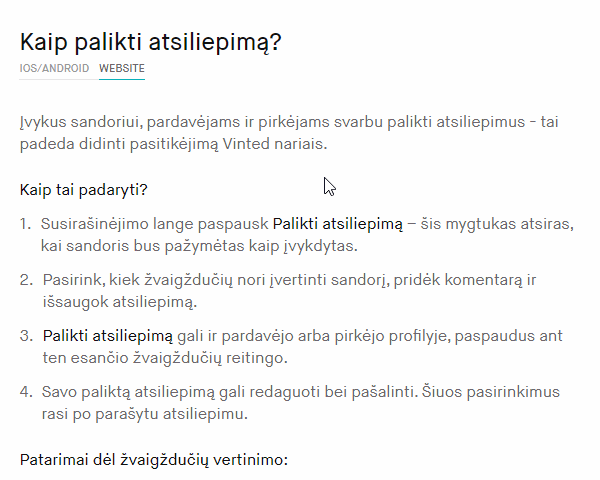 Kaip palikti atsiliepimą?
IOS/ANDROID WEBSITE
Įvykus sandoriui, pardavėjams ir pirkėjams svarbu palikti atsiliepimus - tai
padeda didinti pasitikėjimą Vinted nariais.
Kaip tai padaryti?
1. Susirašinėjimo lange paspausk Palikti atsiliepimą – šis mygtukas atsiras,
kai sandoris bus pažymėtas kaip įvykdytas.
2. Pasirink, kiek žvaigždučių nori įvertinti sandorį, pridėk komentarą ir
išsaugok atsiliepimą.
3. Palikti atsiliepimą gali ir pardavėjo arba pirkėjo profilyje, paspaudus ant
ten esančio žvaigždučių reitingo.
4. Savo paliktą atsiliepimą gali redaguoti bei pašalinti. Šiuos pasirinkimus
rasi po parašytu atsiliepimu.
Patarimai dėl žvaigždučių vertinimo: